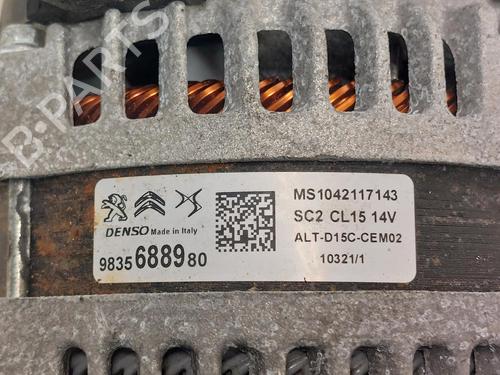 B-PARTS
DENSO Made in Italy
9835688980
MS1042117143
SC2 CL15 14V
ALT-D15C-CEM02
10321/1